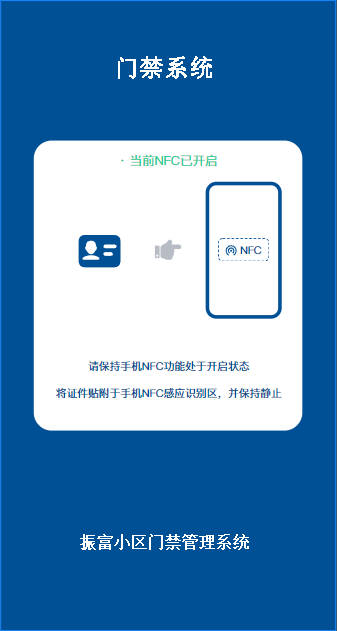 门禁系统
· 当前NFC已开启
NFC
请保持手机NFC功能处于开启状态
将证件贴附于手机NFC感应识别区，并保持静止
振富小区门禁管理系统